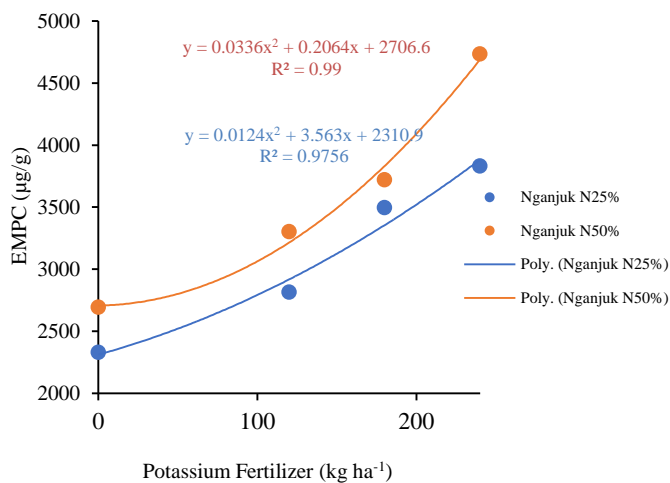 5000
4500
4000
3500
3000
2500
2000
EMPC (µg/g)
y = 0.0336x² + 0.2064x + 2706.6
R² = 0.99
y = 0.0124x² + 3.563x + 2310.9
R² = 0.9756
Nganjuk N25%
Nganjuk N50%
Poly. (Nganjuk N25%)
Poly. (Nganjuk N50%)
0
100
200
Potassium Fertilizer (kg ha⁻¹)